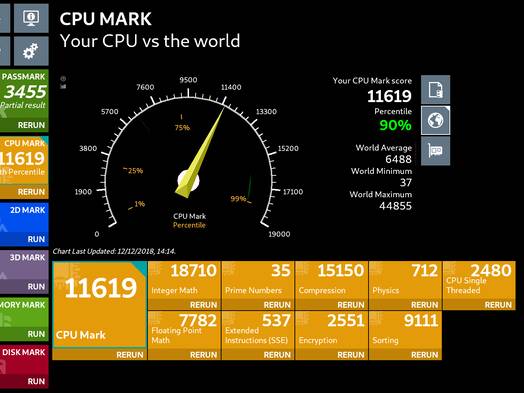 CPU MARK
Your CPU vs the world
PASSMARK
3455
Partial result
RERUN
CPU MARK
11619
th Percentile
RERUN
2D MARK
RUN
3D MARK
RUN
MORY MARK
RUN
DISK MARK
RUN
0
1900
3800
5700
7600
9500
11400
13300
15200
17100
19000
1%
25%
75%
99%
CPU Mark
Percentile
Your CPU Mark score
11619
Percentile
90%
World Average
6488
World Minimum
37
World Maximum
44855
Chart Last Updated: 12/12/2018, 14:14.
11619
CPU Mark
RERUN
18710
Integer Math
RERUN
35
Prime Numbers
RERUN
15150
Compression
RERUN
712
Physics
RERUN
2480
CPU Single
Threaded
RERUN
7782
Floating Point
Math
RERUN
537
Extended
Instructions (SSE)
RERUN
2551
Encryption
RERUN
9111
Sorting
RERUN